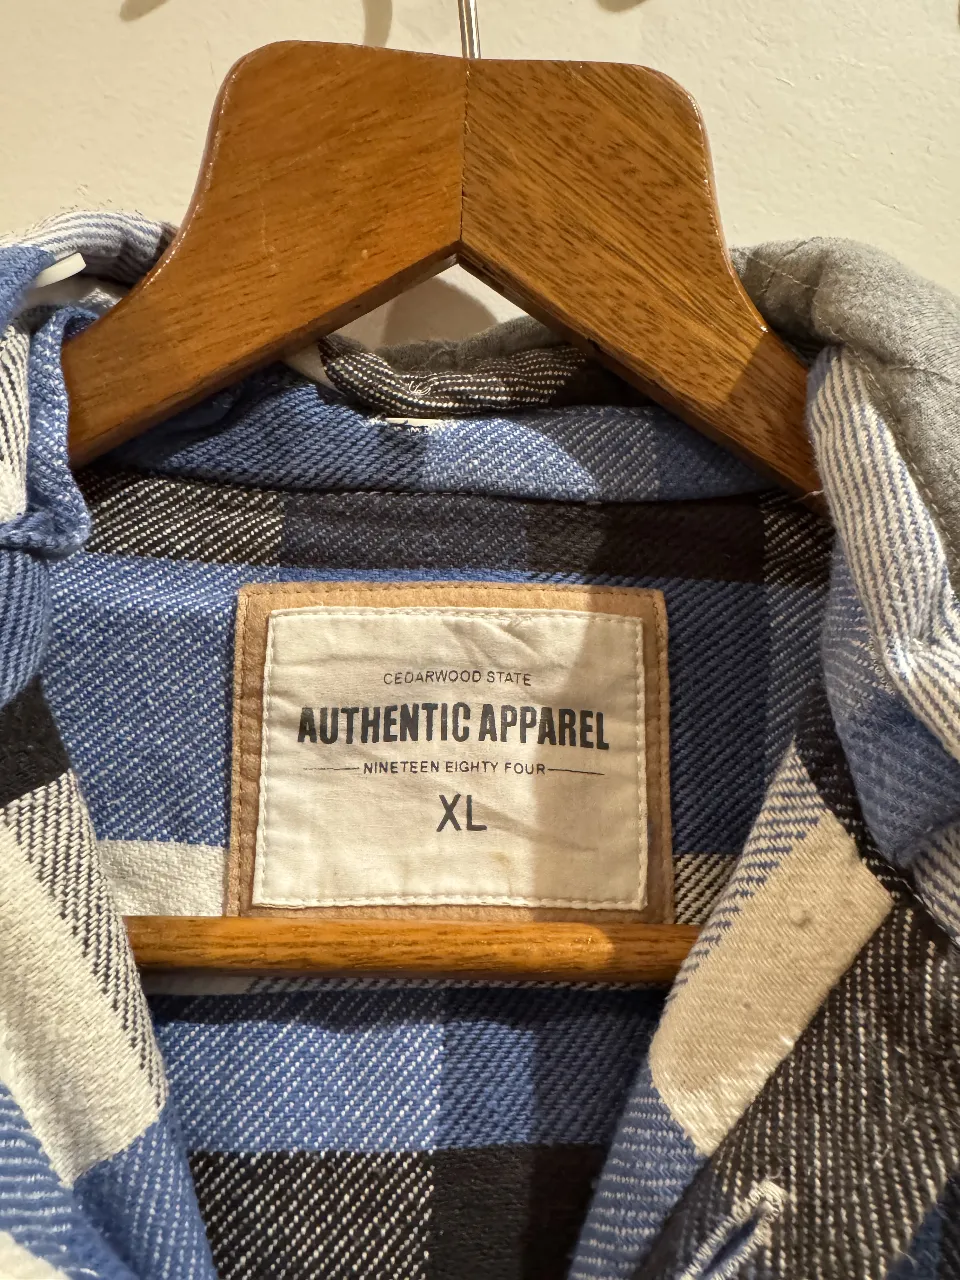 CEDARWOOD STATE
AUTHENTIC APPAREL
NINETEEN EIGHTY FOUR
XL